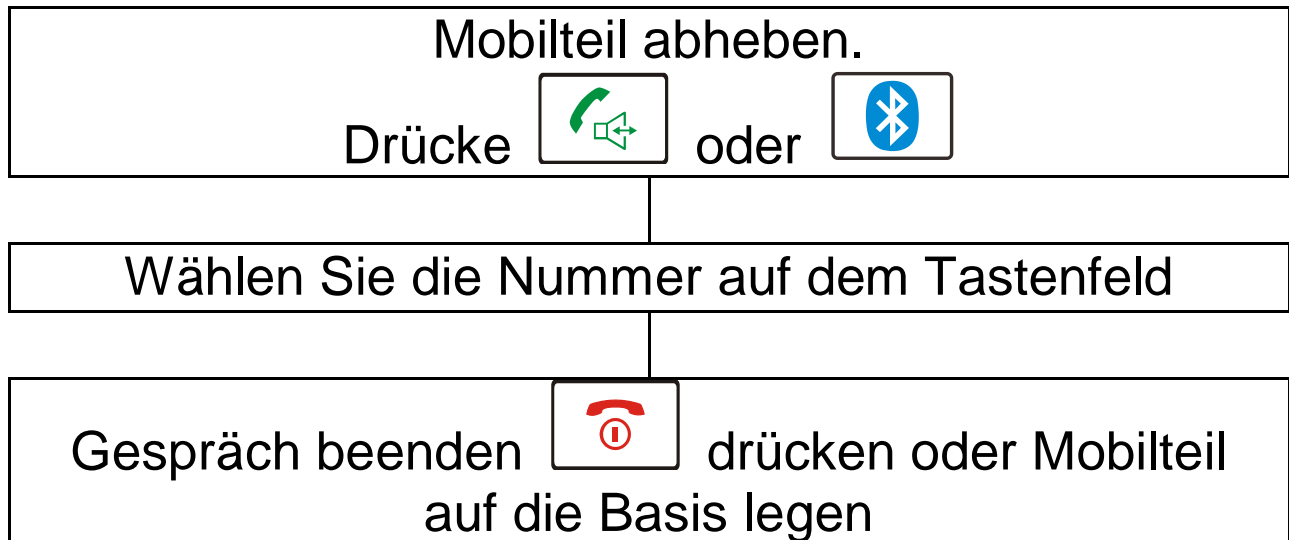 Mobilteil abheben.
Drücke oder
Wählen Sie die Nummer auf dem Tastenfeld
Gespräch beenden drücken oder Mobilteil
auf die Basis legen